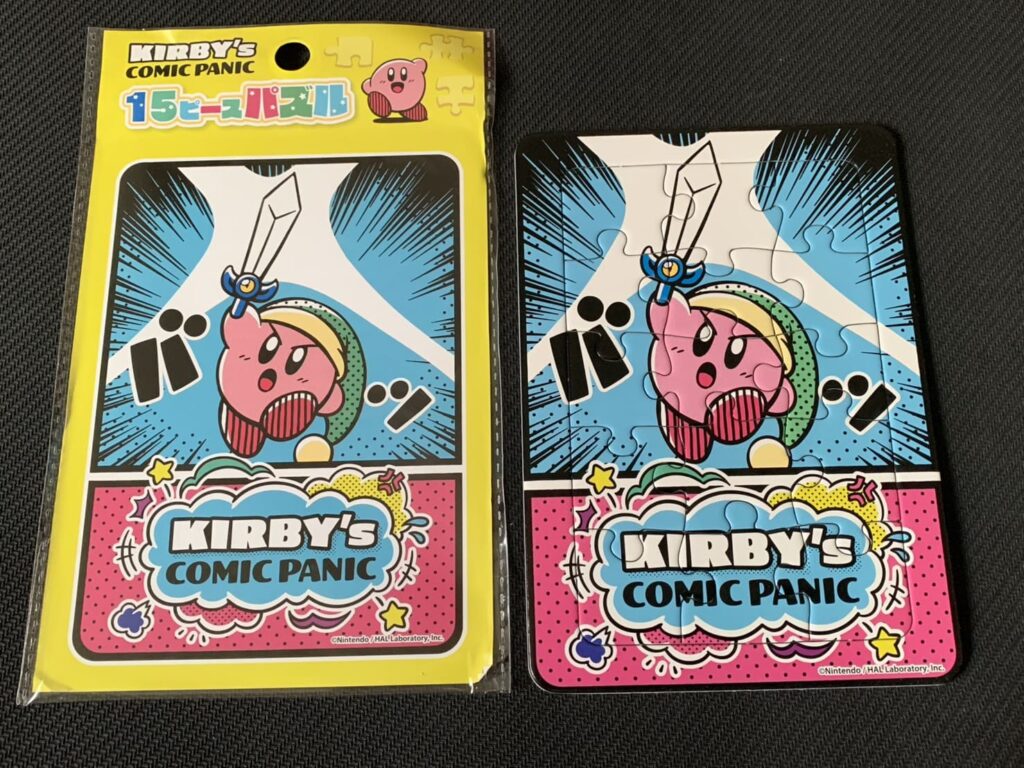 KIRBY's
COMIC PANIC
15ピースパズル
バ
ッ
KIRBY's
COMIC PANIC
©Nintendo / HAL Laboratory, Inc.
バ
ッ
KIRBY's
COMIC PANIC
©Nintendo / HAL Laboratory, Inc.